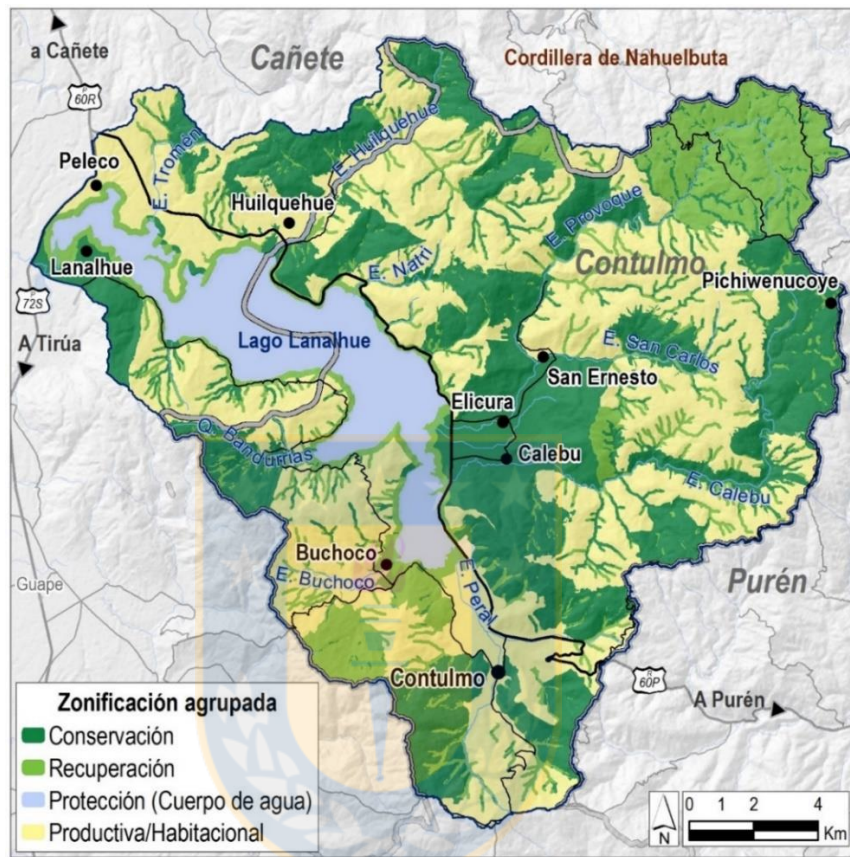 a Cañete
Cañete
Cordillera de Nahuelbuta
60R
E. Tromén
E. Huilquehue
Peleco
Huilquehue
E. Provoque
Lanalhue
E. Natri
Contulmo
Pichiwenucoye
P
72S
A Tirúa
Lago Lanalhue
E. San Carlos
San Ernesto
Elicura
Q. Bandurrias
Calebu
E. Calebu
Buchoco
E. Buchoco
E. Peral
Guape
Purén
Contulmo
R
60P
A Purén
Zonificación agrupada
Conservación
Recuperación
Protección (Cuerpo de agua)
Productiva/Habitacional
N
0 1 2 4
Km